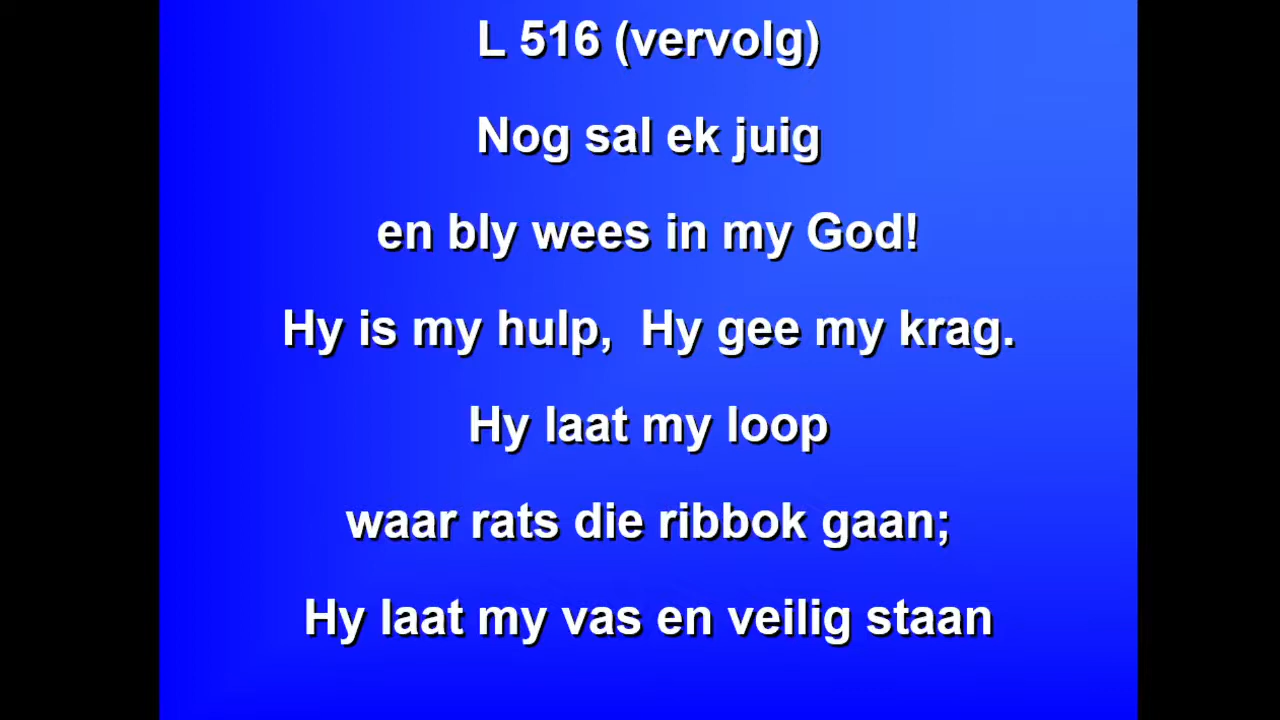 L 516 (vervolg)
Nog sal ek juig
en bly wees in my God!
Hy is my hulp,  Hy gee my krag.
Hy laat my loop
waar rats die ribbok gaan;
Hy laat my vas en veilig staan